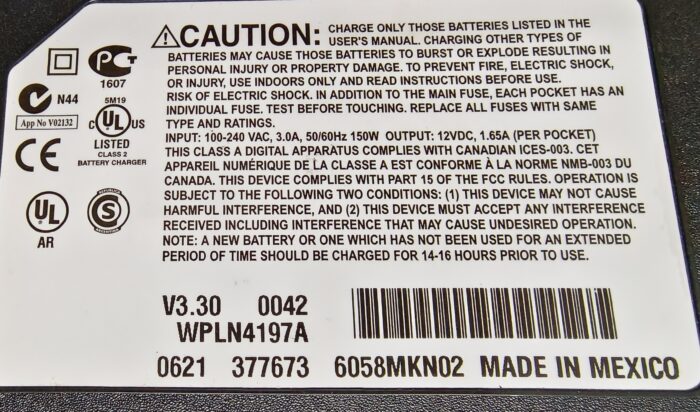 ⚠CAUTION: CHARGE ONLY THOSE BATTERIES LISTED IN THE
USER'S MANUAL. CHARGING OTHER TYPES OF
BATTERIES MAY CAUSE THOSE BATTERIES TO BURST OR EXPLODE RESULTING IN
PERSONAL INJURY OR PROPERTY DAMAGE. TO PREVENT FIRE, ELECTRIC SHOCK,
OR INJURY, USE INDOORS ONLY AND READ INSTRUCTIONS BEFORE USE.
RISK OF ELECTRIC SHOCK. IN ADDITION TO THE MAIN FUSE, EACH POCKET HAS AN
INDIVIDUAL FUSE. TEST BEFORE TOUCHING. REPLACE ALL FUSES WITH SAME
TYPE AND RATINGS.
INPUT: 100-240 VAC, 3.0A, 50/60Hz 150W OUTPUT: 12VDC, 1.65A (PER POCKET)
THIS CLASS A DIGITAL APPARATUS COMPLIES WITH CANADIAN ICES-003. CET
APPAREIL NUMÉRIQUE DE LA CLASSE A EST CONFORME À LA NORME NMB-003 DU
CANADA. THIS DEVICE COMPLIES WITH PART 15 OF THE FCC RULES. OPERATION IS
SUBJECT TO THE FOLLOWING TWO CONDITIONS: (1) THIS DEVICE MAY NOT CAUSE
HARMFUL INTERFERENCE, AND (2) THIS DEVICE MUST ACCEPT ANY INTERFERENCE
RECEIVED INCLUDING INTERFERENCE THAT MAY CAUSE UNDESIRED OPERATION.
NOTE: A NEW BATTERY OR ONE WHICH HAS NOT BEEN USED FOR AN EXTENDED
PERIOD OF TIME SHOULD BE CHARGED FOR 14-16 HOURS PRIOR TO USE.
1607
N44
App No V02132
5M19
C UL US
LISTED
CLASS 2
BATTERY CHARGER
CE
UL
AR
S
V3.30 0042
WPLN4197A
0621 377673 6058MKN02 MADE IN MEXICO